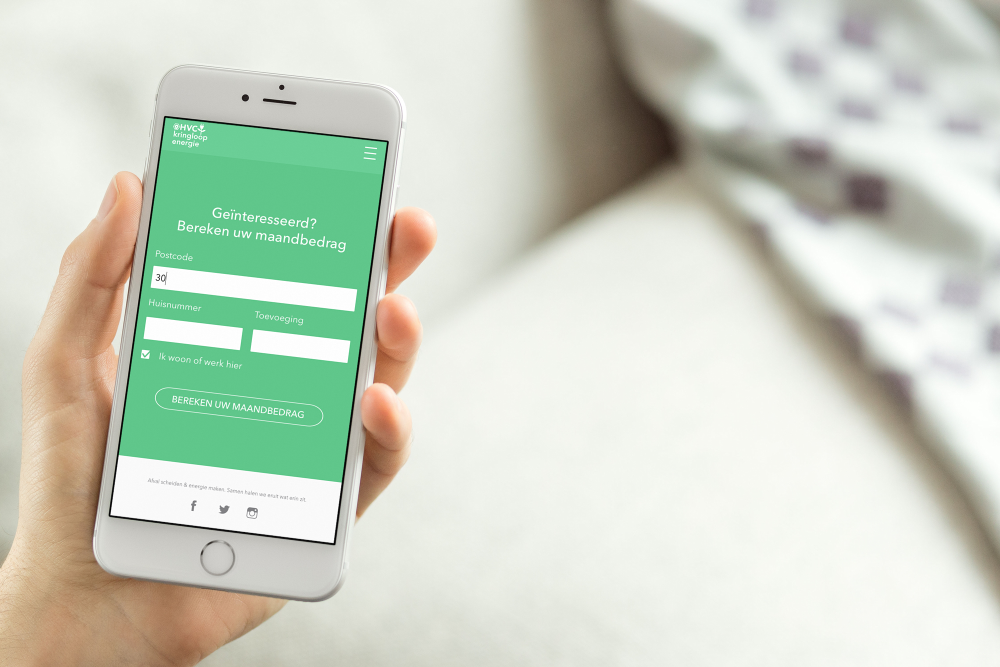 HVC
kringloop
energie
Geïnteresseerd?
Bereken uw maandbedrag
Postcode
30
Huisnummer
Toevoeging
Ik woon of werk hier
BEREKEN UW MAANDBEDRAG
Afval scheiden & energie maken. Samen halen we eruit wat erin zit.